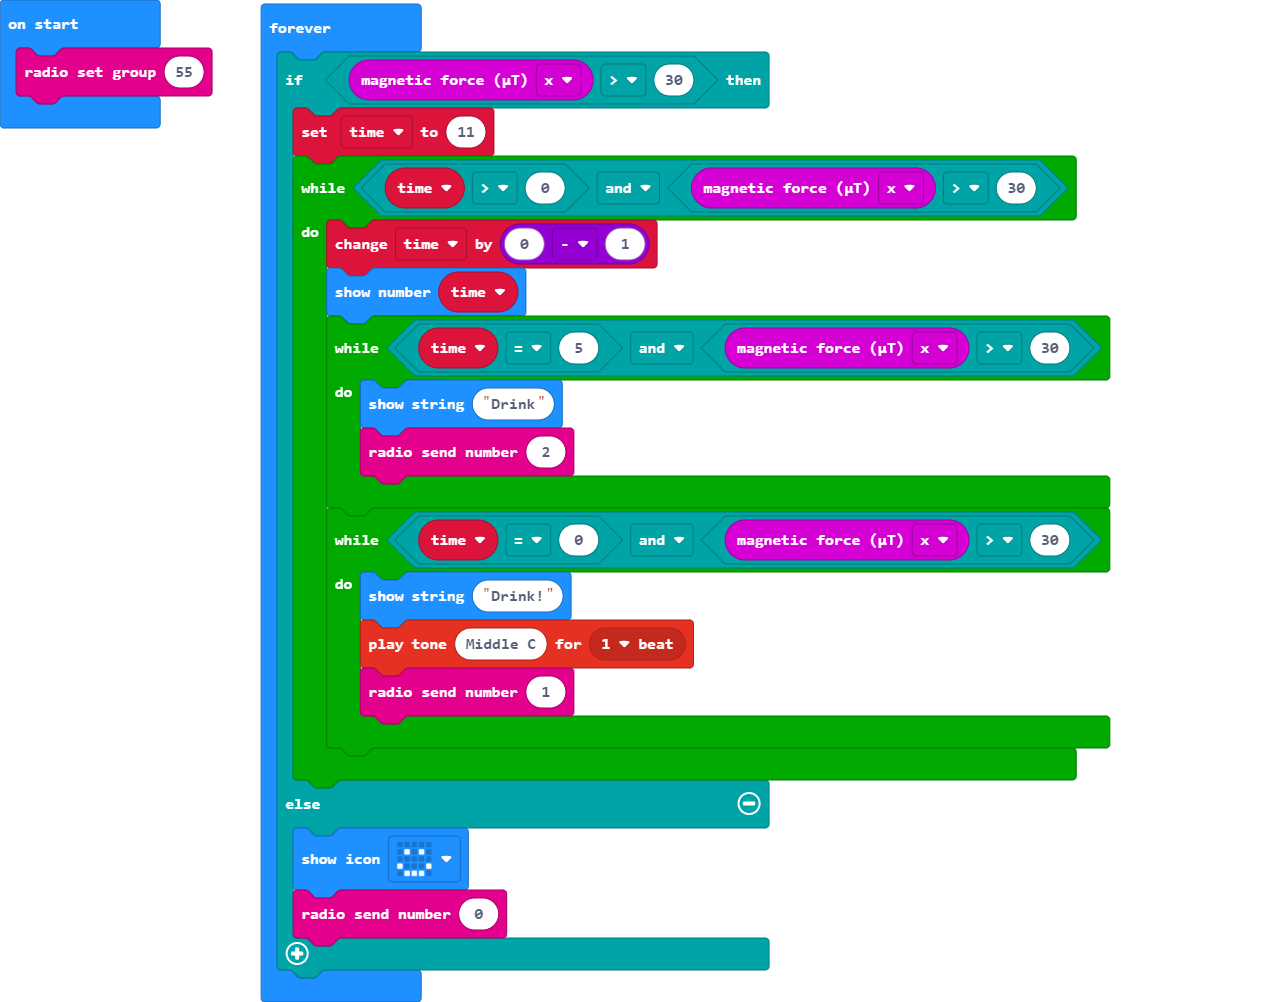 on start
radio set group 55
forever
if magnetic force (µT) x > 30 then
set time to 11
while time > 0 and magnetic force (µT) x > 30
do
change time by 0 - 1
show number time
while time = 5 and magnetic force (µT) x > 30
do
show string "Drink"
radio send number 2
while time = 0 and magnetic force (µT) x > 30
do
show string "Drink!"
play tone Middle C for 1 beat
radio send number 1
else
show icon
radio send number 0